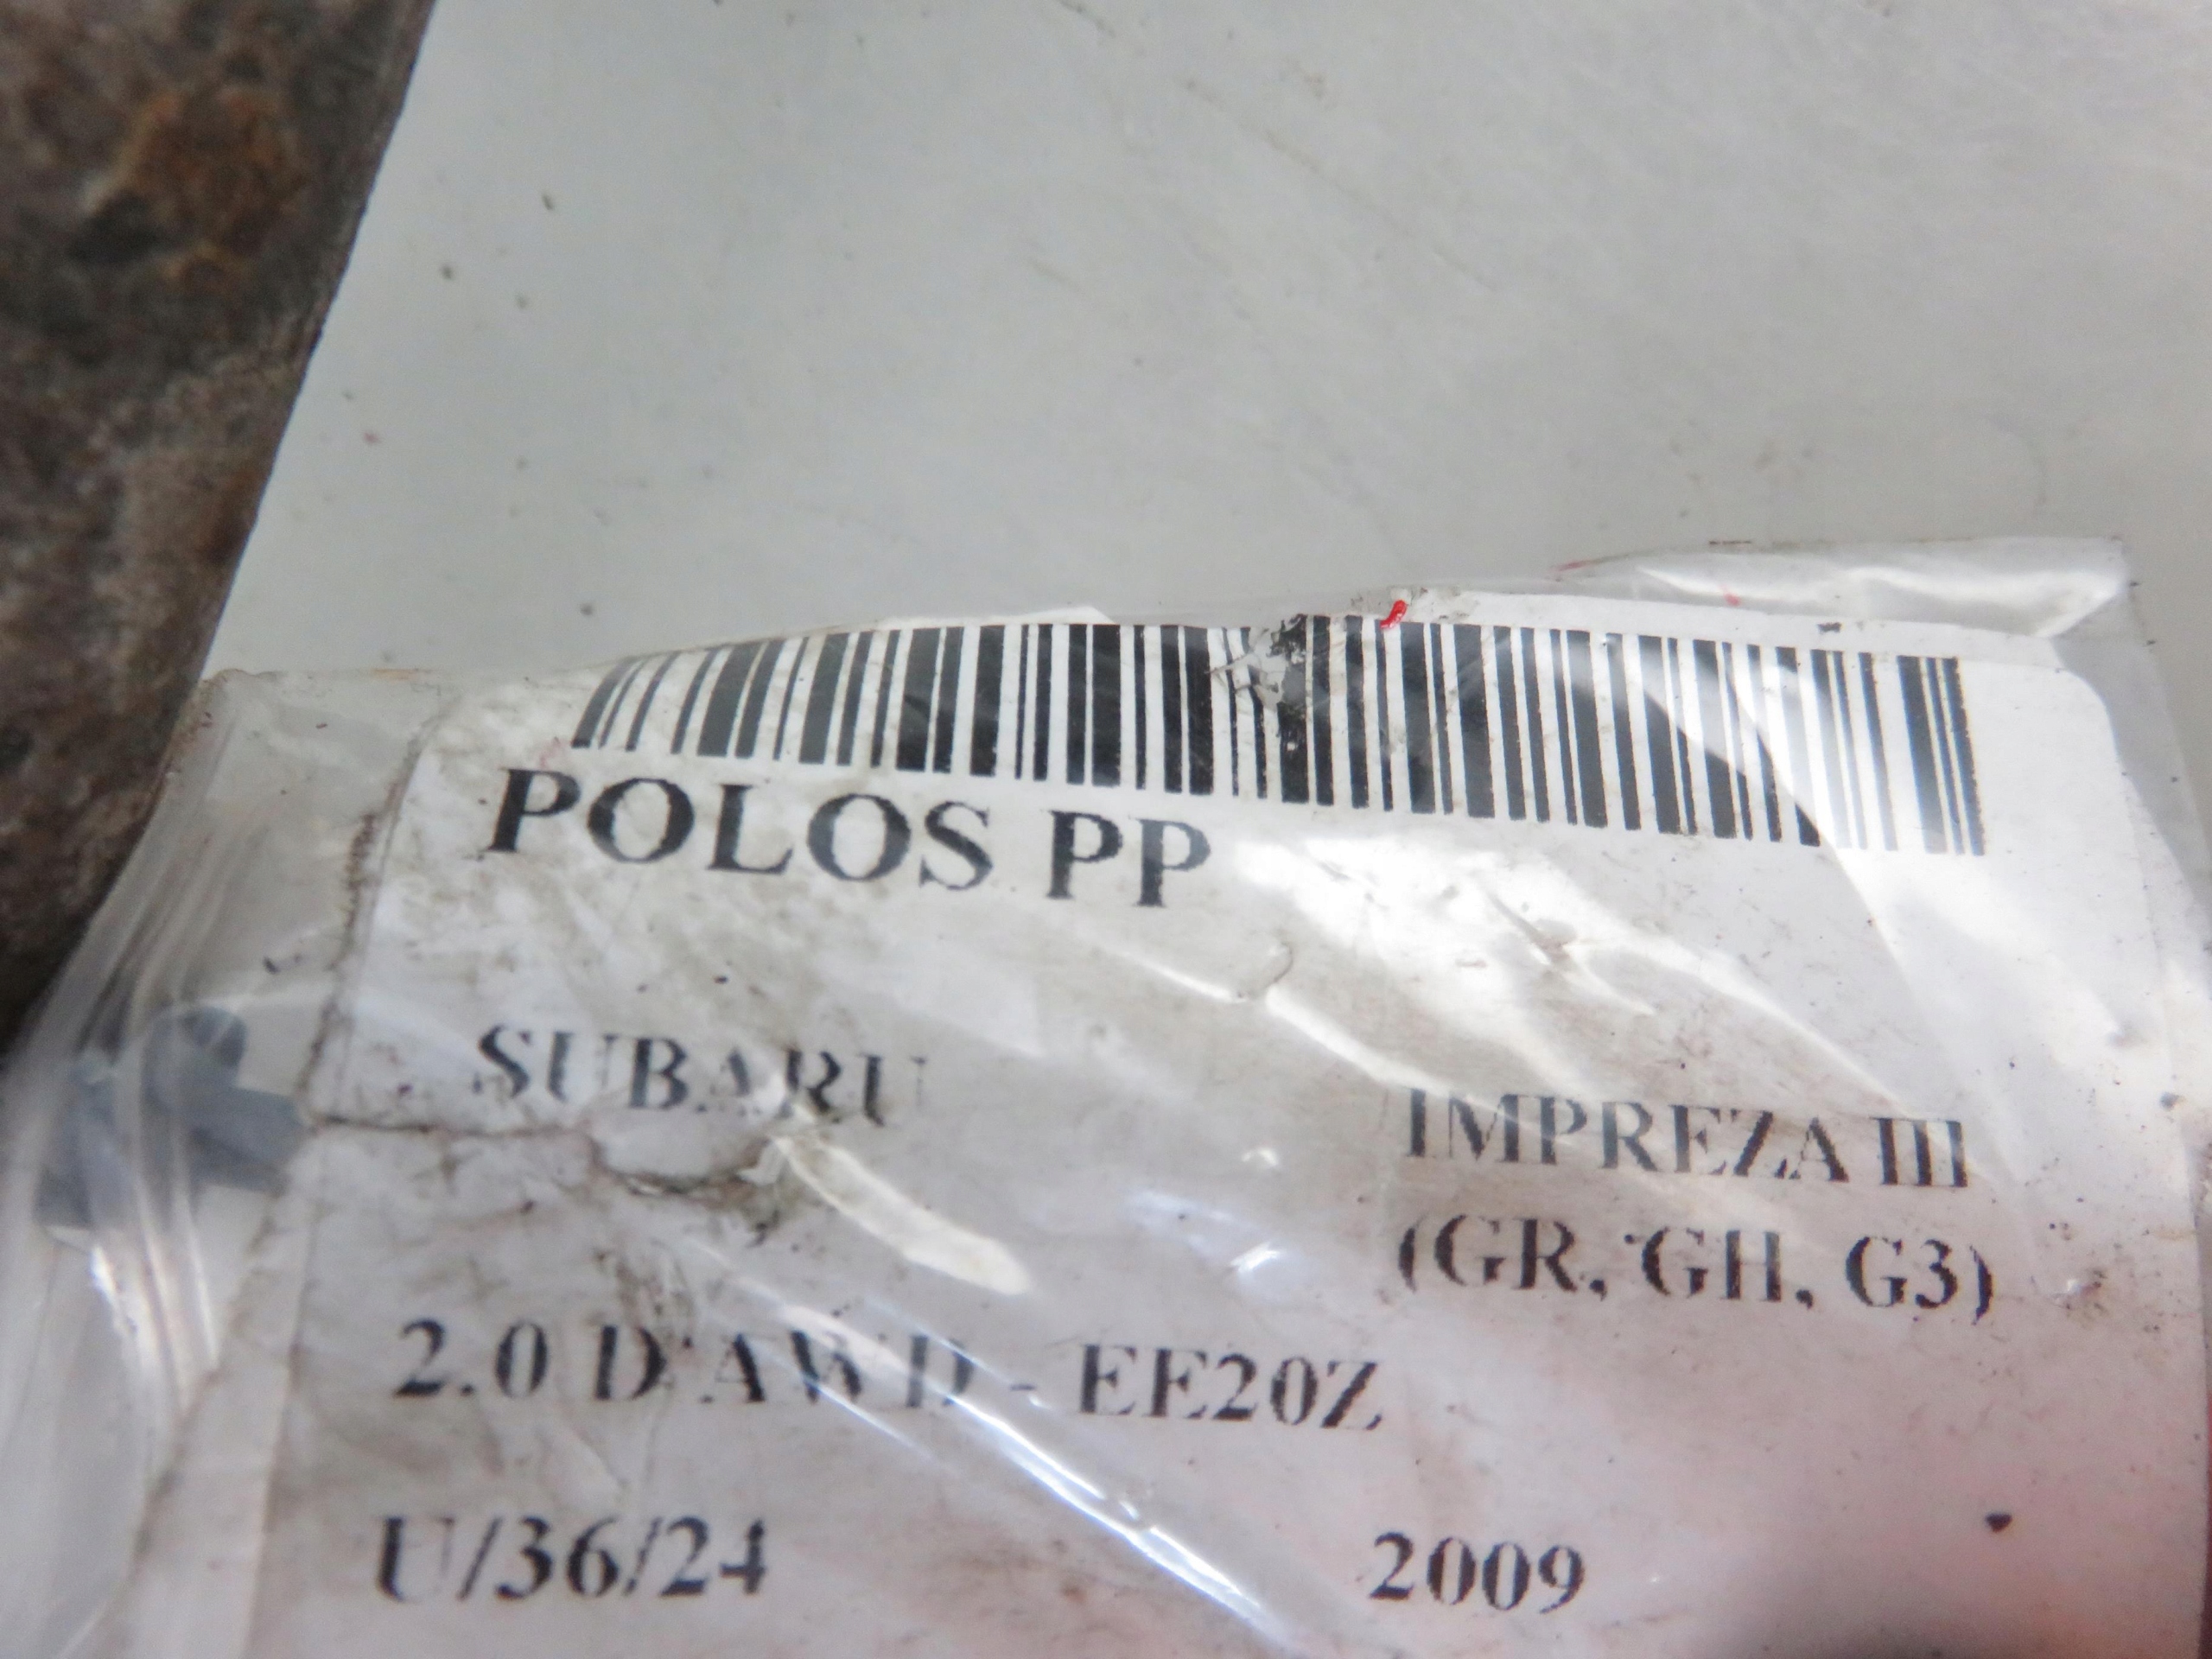 POLOS PP
SUBARU IMPREZA III
(GR, GH, G3)
2.0 D AWD - EE20Z
U/36/24 2009